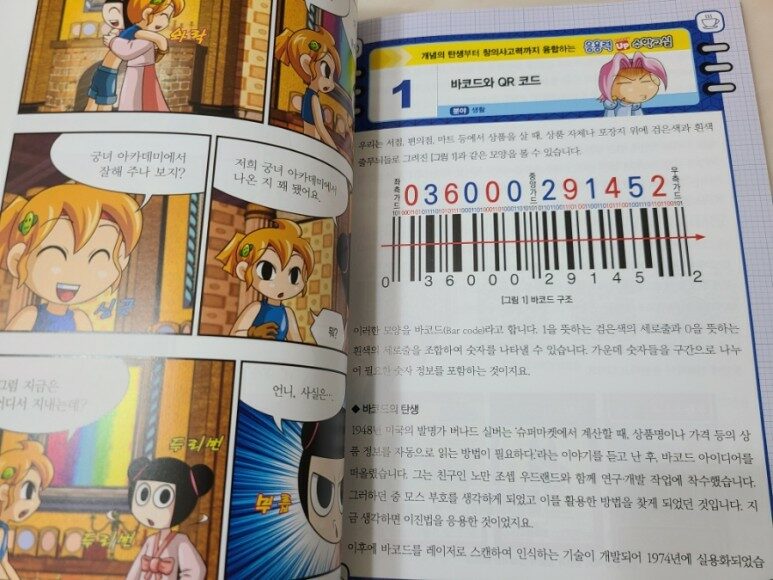 슥락
궁녀 아카데미에서
잘해 주나 보지?
저희 궁녀 아카데미에서
나온 지 꽤 됐어요.
싱글
뭐?
그럼 지금은
어디서 지내는데?
언니, 사실은….
두리번
두리번
부릅
개념의 탄생부터 창의사고력까지 융합하는
응용력 UP 수학교실
1
바코드와 QR 코드
분야 생활
우리는 서점, 편의점, 마트 등에서 상품을 살 때, 상품 자체나 포장지 위에 검은색과 흰색
줄무늬들로 그려진 [그림 1]과 같은 모양을 볼 수 있습니다.
좌측가드 036000 중앙가드 291452 우측가드
0 36000 29145 2
[그림 1] 바코드 구조
이러한 모양을 바코드(Bar code)라고 합니다. 1을 뜻하는 검은색의 세로줄과 0을 뜻하는
흰색의 세로줄을 조합하여 숫자를 나타낼 수 있습니다. 가운데 숫자들을 구간으로 나누
어 필요한 숫자 정보를 포함하는 것이지요.
◆ 바코드의 탄생
1948년 미국의 발명가 버나드 실버는 '슈퍼마켓에서 계산할 때, 상품명이나 가격 등의 상
품 정보를 자동으로 읽는 방법이 필요하다.'라는 이야기를 듣고 난 후, 바코드 아이디어를
떠올렸습니다. 그는 친구인 노만 조셉 우드랜드와 함께 연구·개발 작업에 착수했습니다.
그러하던 중 모스 부호를 생각하게 되었고 이를 활용한 방법을 찾게 되었던 것입니다. 지
금 생각하면 이진법을 응용한 것이었지요.
이후에 바코드를 레이저로 스캔하여 인식하는 기술이 개발되어 1974년에 실용화되었습